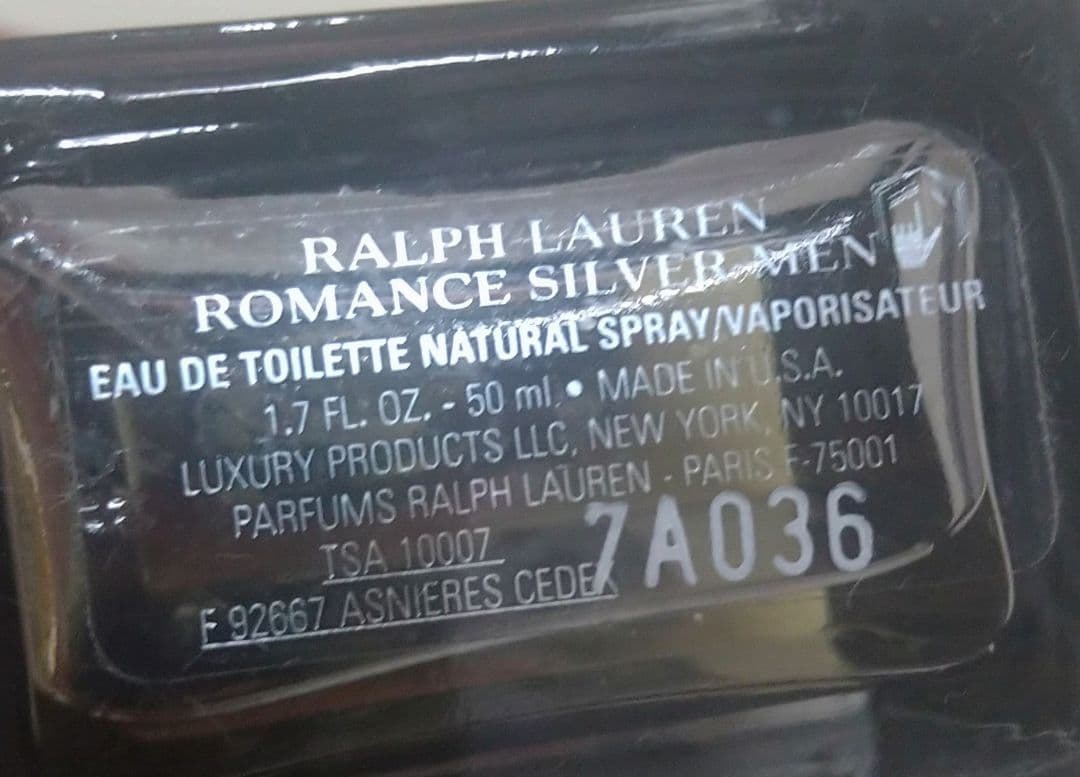 RALPH LAUREN
ROMANCE SILVER MEN
EAU DE TOILETTE NATURAL SPRAY/VAPORISATEUR
1.7 FL. OZ. - 50 ml. • MADE IN U.S.A.
LUXURY PRODUCTS LLC, NEW YORK, NY 10017
PARFUMS RALPH LAUREN - PARIS F-75001
TSA 10007
F 92667 ASNIERES CEDEX
7A036